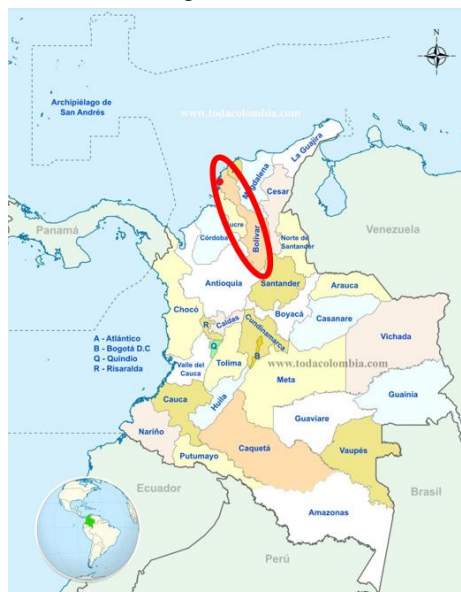 N
Archipiélago de
San Andrés
www.todacolombia.com
La Guajira
Magdalena
Cesar
Sucre
Bolívar
Córdoba
Norte de
Santander
Panamá
Venezuela
Antioquia
Santander
Arauca
Chocó
Boyacá
Casanare
Caldas
R
Cundinamarca
Vichada
A - Atlántico
B - Bogotá D.C
Q - Quindio
R - Risaralda
Q
B
www.todacolombia.com
Valle del
Cauca
Tolima
Meta
Guainía
Cauca
Huila
Guaviare
Nariño
Caquetá
Vaupés
Putumayo
Ecuador
Brasil
Amazonas
Perú